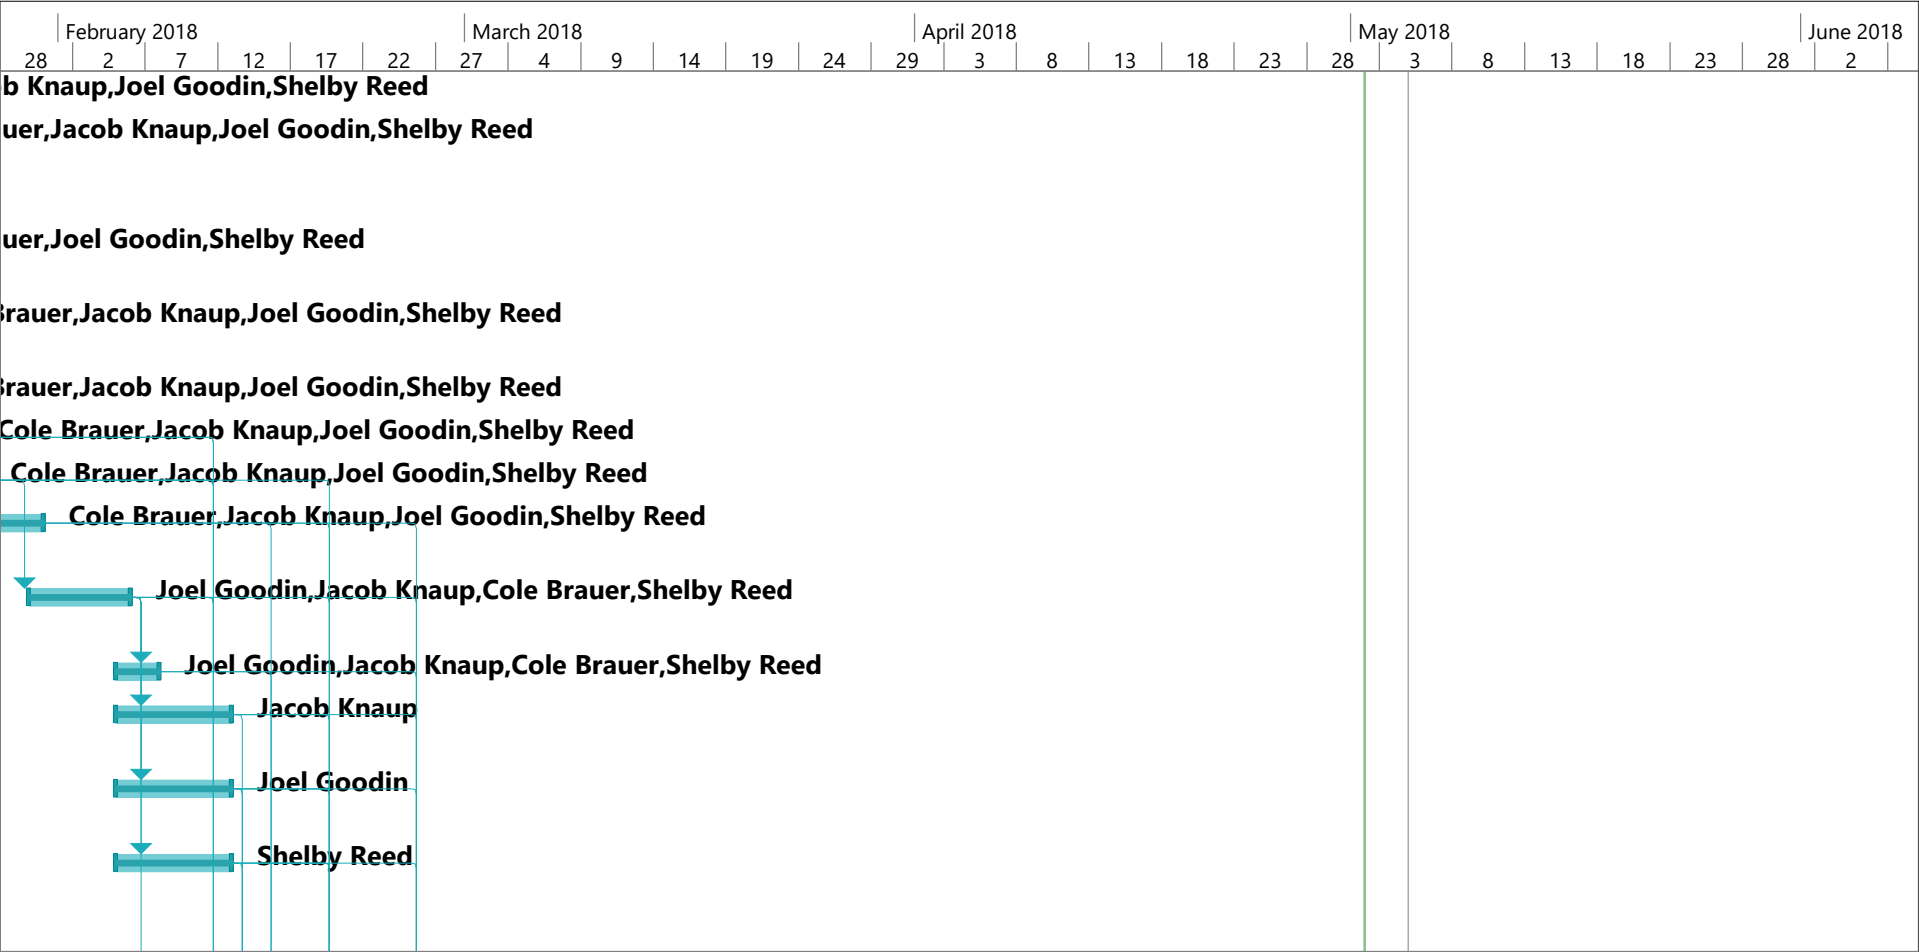 February 2018 March 2018 April 2018 May 2018 June 2018
28 2 7 12 17 22 27 4 9 14 19 24 29 3 8 13 18 23 28 3 8 13 18 23 28 2
b Knaup,Joel Goodin,Shelby Reed
uer,Jacob Knaup,Joel Goodin,Shelby Reed
uer,Joel Goodin,Shelby Reed
Brauer,Jacob Knaup,Joel Goodin,Shelby Reed
Brauer,Jacob Knaup,Joel Goodin,Shelby Reed
Cole Brauer,Jacob Knaup,Joel Goodin,Shelby Reed
Cole Brauer,Jacob Knaup,Joel Goodin,Shelby Reed
Cole Brauer,Jacob Knaup,Joel Goodin,Shelby Reed
Joel Goodin,Jacob Knaup,Cole Brauer,Shelby Reed
Joel Goodin,Jacob Knaup,Cole Brauer,Shelby Reed
Jacob Knaup
Joel Goodin
Shelby Reed